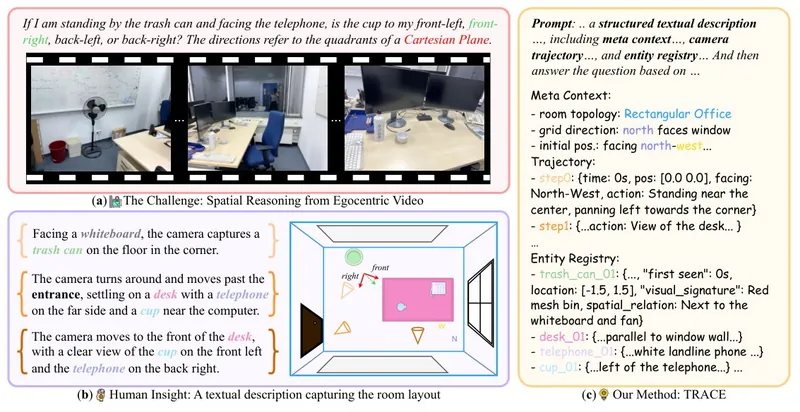 If I am standing by the trash can and facing the telephone, is the cup to my front-left, front-
right, back-left, or back-right? The directions refer to the quadrants of a Cartesian Plane.
...
...
(a) The Challenge: Spatial Reasoning from Egocentric Video
Facing a whiteboard, the camera captures a
trash can on the floor in the corner.
The camera turns around and moves past the
entrance, settling on a desk with a telephone
on the far side and a cup near the computer.
The camera moves to the front of the desk,
with a clear view of the cup on the front left
and the telephone on the back right.
front
right
W
N
(b) Human Insight: A textual description capturing the room layout
Prompt: .. a structured textual description
…, including meta context…, camera
trajectory…, and entity registry… And then
answer the question based on …
Meta Context:
- room topology: Rectangular Office
- grid direction: north faces window
- initial pos.: facing north-west...
Trajectory:
- step0: {time: 0s, pos: [0.0 0.0], facing:
North-West, action: Standing near the
center, panning left towards the corner}
- step1: {...action: View of the desk... }
...
Entity Registry:
- trash_can_01: {..., "first seen": 0s,
location: [-1.5, 1.5], "visual_signature": Red
mesh bin, spatial_relation: Next to the
whiteboard and fan}
- desk_01: {...parallel to window wall...}
- telephone_01: {...white landline phone ...}
- cup_01: {...left of the telephone...} ...
(c) Our Method: TRACE